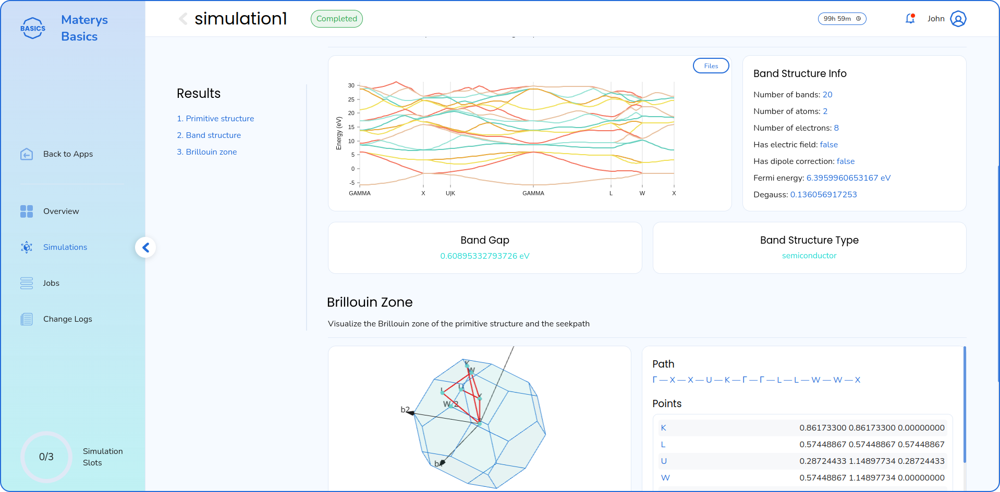 BASICS
Materys
Basics
simulation1
Completed
99h 59m
John
Back to Apps
Overview
Simulations
Jobs
Change Logs
0/3
Simulation
Slots
Results
1. Primitive structure
2. Band structure
3. Brillouin zone
Files
Energy (eV)
30
25
20
15
10
5
0
-5
GAMMA X U|K GAMMA L W X
Band Structure Info
Number of bands: 20
Number of atoms: 2
Number of electrons: 8
Has electric field: false
Has dipole correction: false
Fermi energy: 6.3959960653167 eV
Degauss: 0.136056917253
Band Gap
0.60895332793726 eV
Band Structure Type
semiconductor
Brillouin Zone
Visualize the Brillouin zone of the primitive structure and the seekpath
K
W
U
L
X
W_2
b2
Path
Γ — X — X — U — K — Γ — Γ — L — L — W — W — X
Points
K 0.86173300 0.86173300 0.00000000
L 0.57448867 0.57448867 0.57448867
U 0.28724433 1.14897734 0.28724433
W 0.57448867 1.14897734 0.00000000